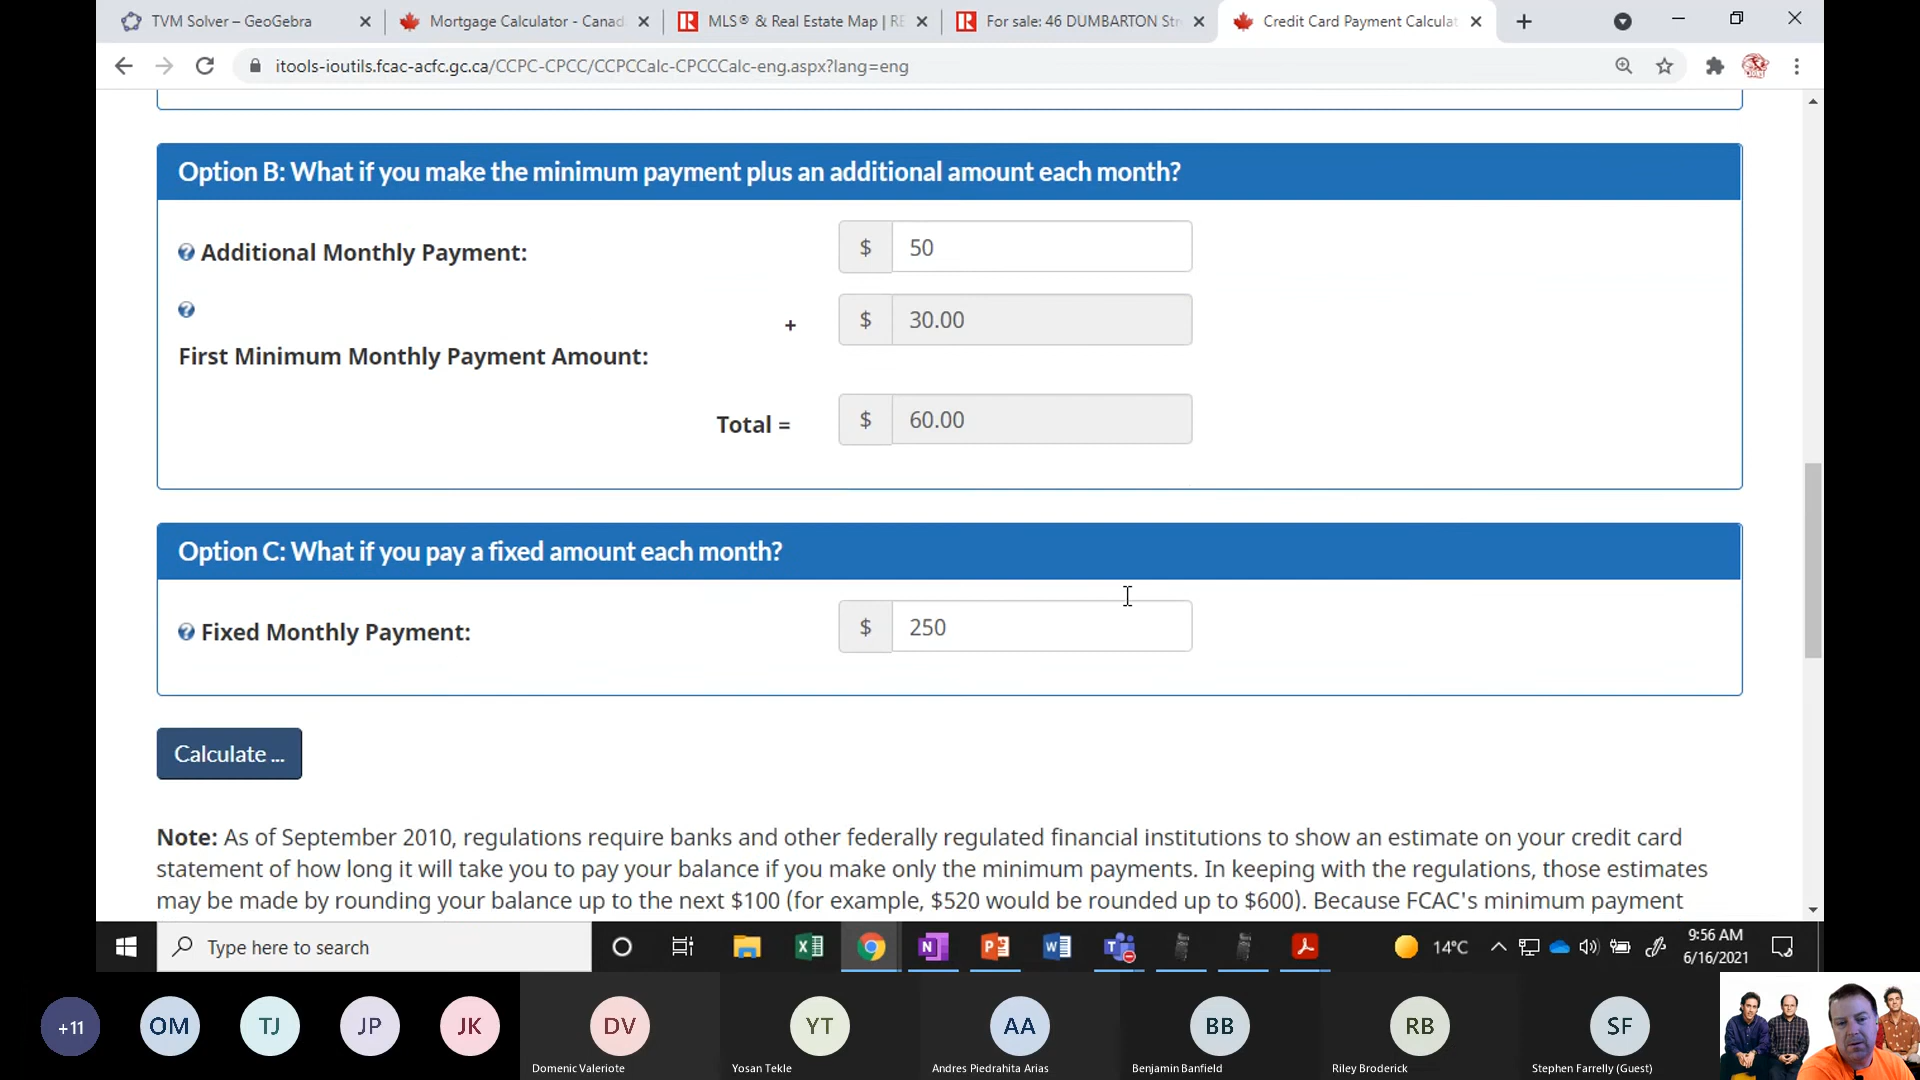 TVM Solver – GeoGebra
Mortgage Calculator - Canad
MLS® & Real Estate Map | RE
For sale: 46 DUMBARTON Str
Credit Card Payment Calculat
itools-ioutils.fcac-acfc.gc.ca/CCPC-CPCC/CCPCCalc-CPCCCalc-eng.aspx?lang=eng
Option B: What if you make the minimum payment plus an additional amount each month?
Additional Monthly Payment:
$ 50
+ $ 30.00
First Minimum Monthly Payment Amount:
Total = $ 60.00
Option C: What if you pay a fixed amount each month?
Fixed Monthly Payment:
$ 250
Calculate ...
Note: As of September 2010, regulations require banks and other federally regulated financial institutions to show an estimate on your credit card
statement of how long it will take you to pay your balance if you make only the minimum payments. In keeping with the regulations, those estimates
may be made by rounding your balance up to the next $100 (for example, $520 would be rounded up to $600). Because FCAC's minimum payment
Type here to search
14°C
9:56 AM
6/16/2021
+11
OM
TJ
JP
JK
DV
YT
AA
BB
RB
SF
Domenic Valeriote
Yosan Tekle
Andres Piedrahita Arias
Benjamin Banfield
Riley Broderick
Stephen Farrelly (Guest)